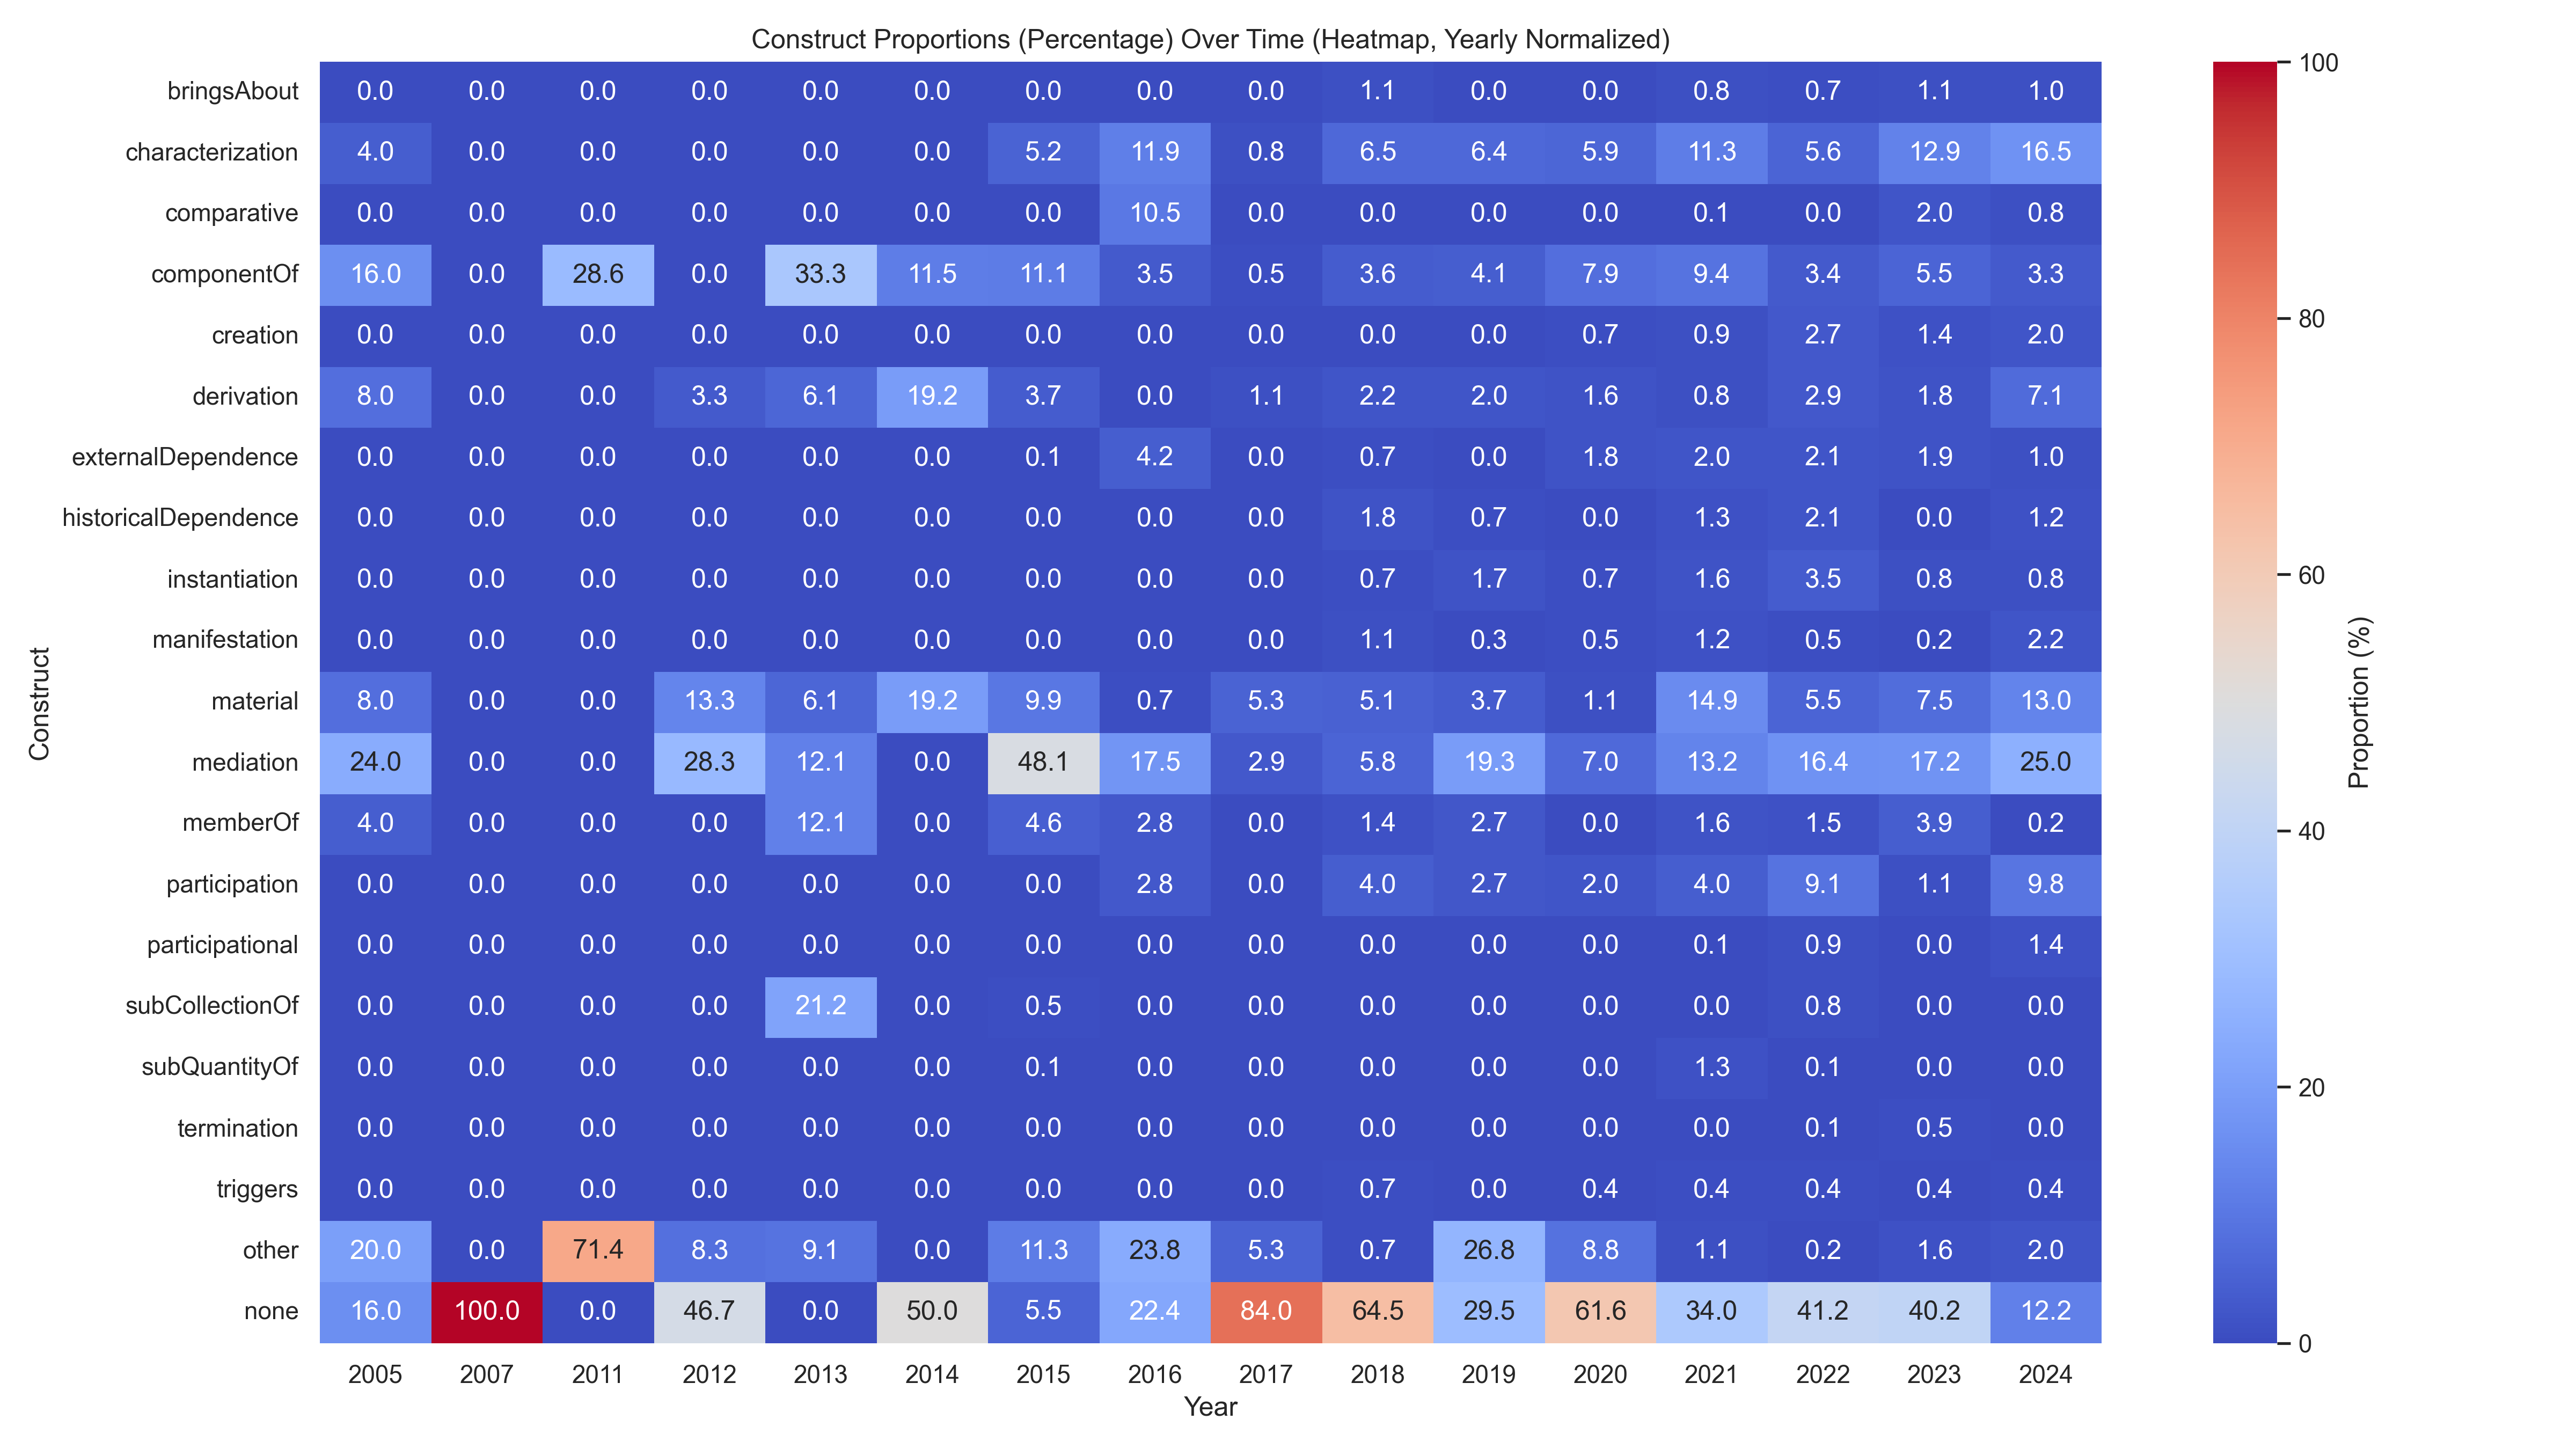 Construct Proportions (Percentage) Over Time (Heatmap, Yearly Normalized)
bringsAbout 0.0 0.0 0.0 0.0 0.0 0.0 0.0 0.0 0.0 1.1 0.0 0.0 0.8 0.7 1.1 1.0
characterization 4.0 0.0 0.0 0.0 0.0 0.0 5.2 11.9 0.8 6.5 6.4 5.9 11.3 5.6 12.9 16.5
comparative 0.0 0.0 0.0 0.0 0.0 0.0 0.0 10.5 0.0 0.0 0.0 0.0 0.1 0.0 2.0 0.8
componentOf 16.0 0.0 28.6 0.0 33.3 11.5 11.1 3.5 0.5 3.6 4.1 7.9 9.4 3.4 5.5 3.3
creation 0.0 0.0 0.0 0.0 0.0 0.0 0.0 0.0 0.0 0.0 0.0 0.7 0.9 2.7 1.4 2.0
derivation 8.0 0.0 0.0 3.3 6.1 19.2 3.7 0.0 1.1 2.2 2.0 1.6 0.8 2.9 1.8 7.1
externalDependence 0.0 0.0 0.0 0.0 0.0 0.0 0.1 4.2 0.0 0.7 0.0 1.8 2.0 2.1 1.9 1.0
historicalDependence 0.0 0.0 0.0 0.0 0.0 0.0 0.0 0.0 0.0 1.8 0.7 0.0 1.3 2.1 0.0 1.2
instantiation 0.0 0.0 0.0 0.0 0.0 0.0 0.0 0.0 0.0 0.7 1.7 0.7 1.6 3.5 0.8 0.8
manifestation 0.0 0.0 0.0 0.0 0.0 0.0 0.0 0.0 0.0 1.1 0.3 0.5 1.2 0.5 0.2 2.2
material 8.0 0.0 0.0 13.3 6.1 19.2 9.9 0.7 5.3 5.1 3.7 1.1 14.9 5.5 7.5 13.0
mediation 24.0 0.0 0.0 28.3 12.1 0.0 48.1 17.5 2.9 5.8 19.3 7.0 13.2 16.4 17.2 25.0
memberOf 4.0 0.0 0.0 0.0 12.1 0.0 4.6 2.8 0.0 1.4 2.7 0.0 1.6 1.5 3.9 0.2
participation 0.0 0.0 0.0 0.0 0.0 0.0 0.0 2.8 0.0 4.0 2.7 2.0 4.0 9.1 1.1 9.8
participational 0.0 0.0 0.0 0.0 0.0 0.0 0.0 0.0 0.0 0.0 0.0 0.0 0.1 0.9 0.0 1.4
subCollectionOf 0.0 0.0 0.0 0.0 21.2 0.0 0.5 0.0 0.0 0.0 0.0 0.0 0.0 0.8 0.0 0.0
subQuantityOf 0.0 0.0 0.0 0.0 0.0 0.0 0.1 0.0 0.0 0.0 0.0 0.0 1.3 0.1 0.0 0.0
termination 0.0 0.0 0.0 0.0 0.0 0.0 0.0 0.0 0.0 0.0 0.0 0.0 0.0 0.1 0.5 0.0
triggers 0.0 0.0 0.0 0.0 0.0 0.0 0.0 0.0 0.0 0.7 0.0 0.4 0.4 0.4 0.4 0.4
other 20.0 0.0 71.4 8.3 9.1 0.0 11.3 23.8 5.3 0.7 26.8 8.8 1.1 0.2 1.6 2.0
none 16.0 100.0 0.0 46.7 0.0 50.0 5.5 22.4 84.0 64.5 29.5 61.6 34.0 41.2 40.2 12.2
2005 2007 2011 2012 2013 2014 2015 2016 2017 2018 2019 2020 2021 2022 2023 2024
Year
Construct
100
80
60
40
20
0
Proportion (%)